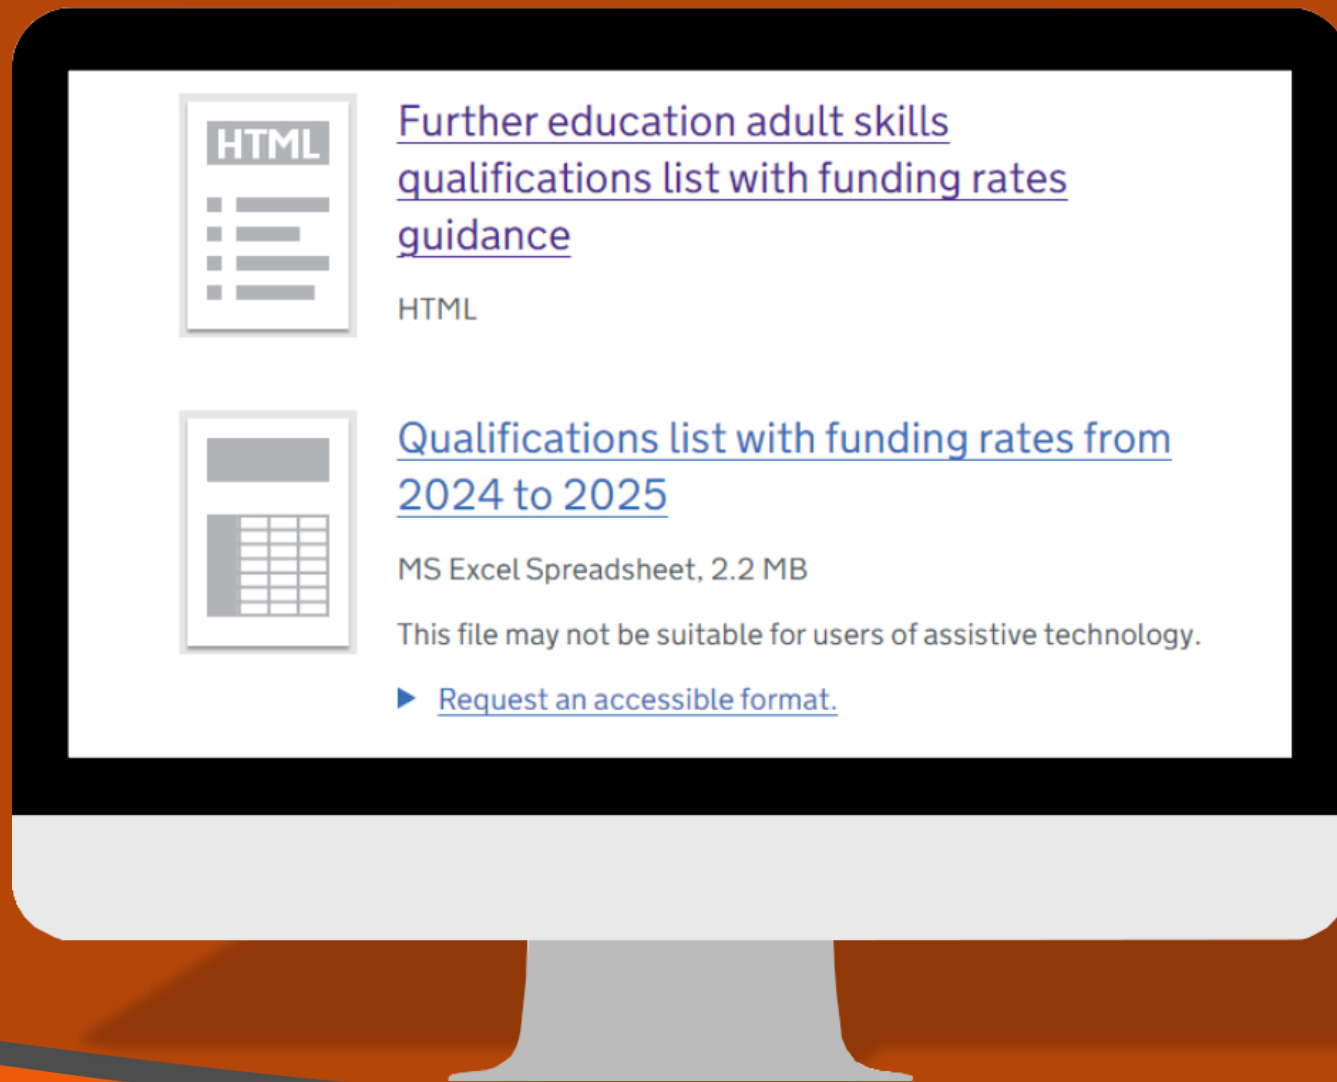 HTML
Further education adult skills
qualifications list with funding rates
guidance
HTML
Qualifications list with funding rates from
2024 to 2025
MS Excel Spreadsheet, 2.2 MB
This file may not be suitable for users of assistive technology.
Request an accessible format.